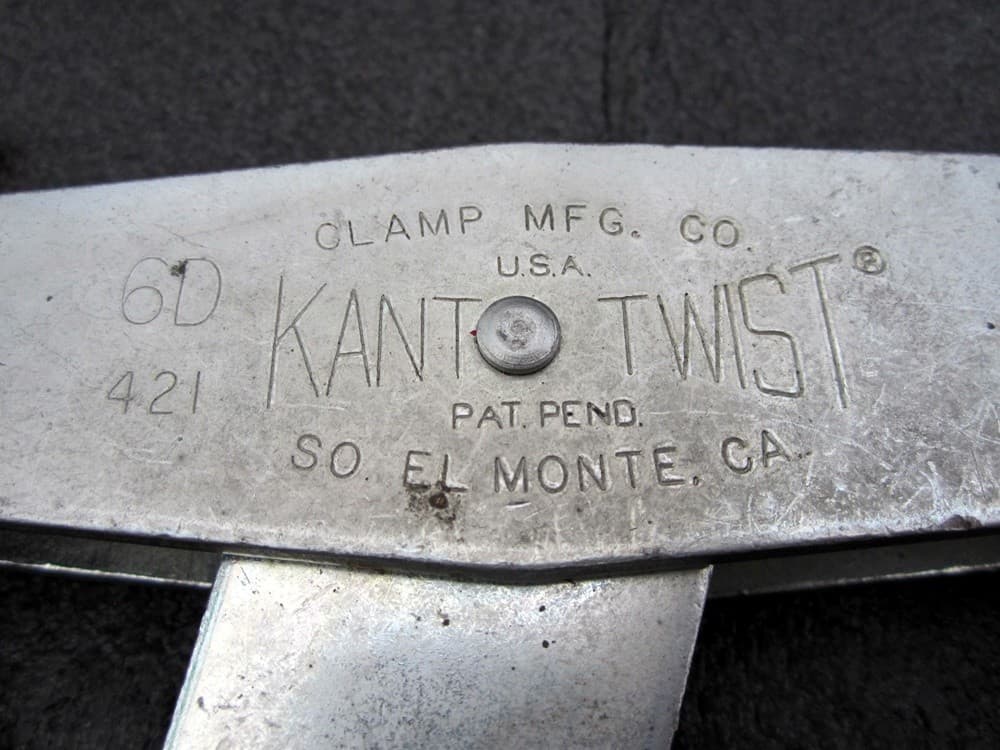 CLAMP MFG. CO.
U.S.A.
6D KANT TWIST®
421
PAT. PEND.
SO. EL MONTE, CA.